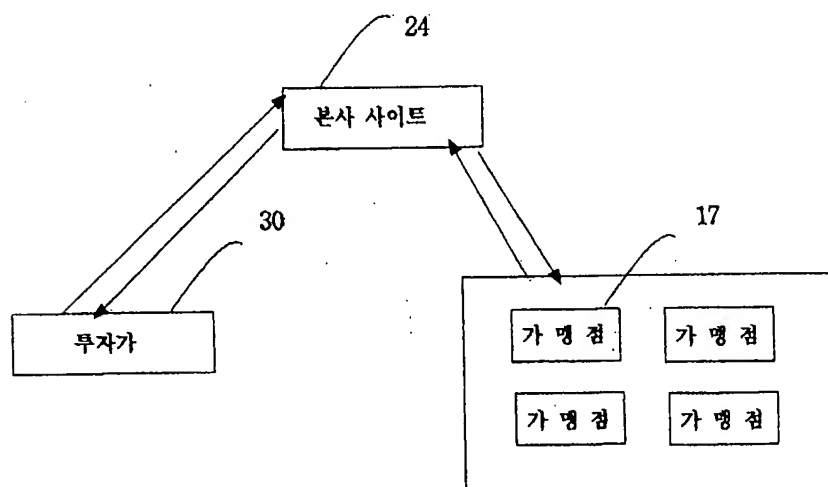 24
본사 사이트
30
17
투자가
가 맹 점
가 맹 점
가 맹 점
가 맹 점